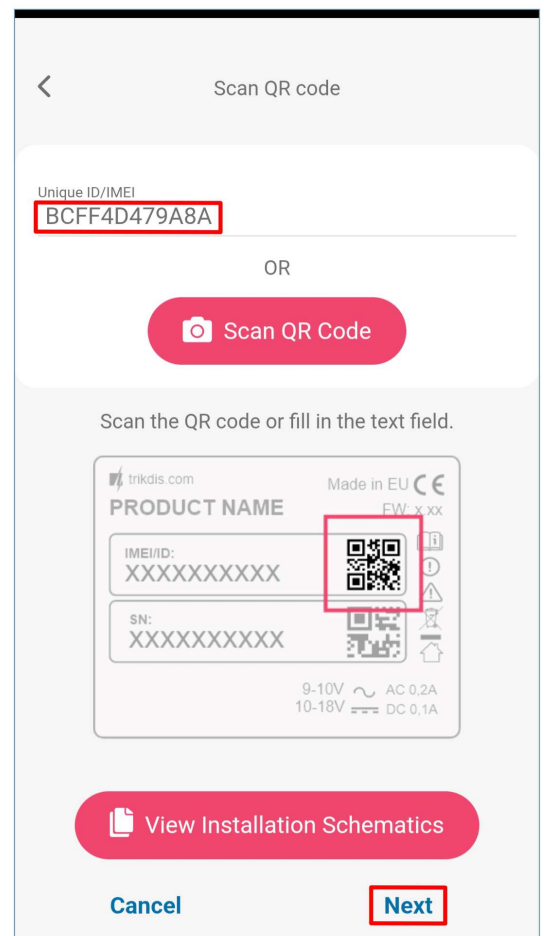 Scan QR code
Unique ID/IMEI
BCFF4D479A8A
OR
Scan QR Code
Scan the QR code or fill in the text field.
trikdis.com
Made in EU CE
PRODUCT NAME
FW: x.xx
IMEI/ID:
XXXXXXXXXX
SN:
XXXXXXXXXX
9-10V AC 0,2A
10-18V DC 0,1A
View Installation Schematics
Cancel
Next